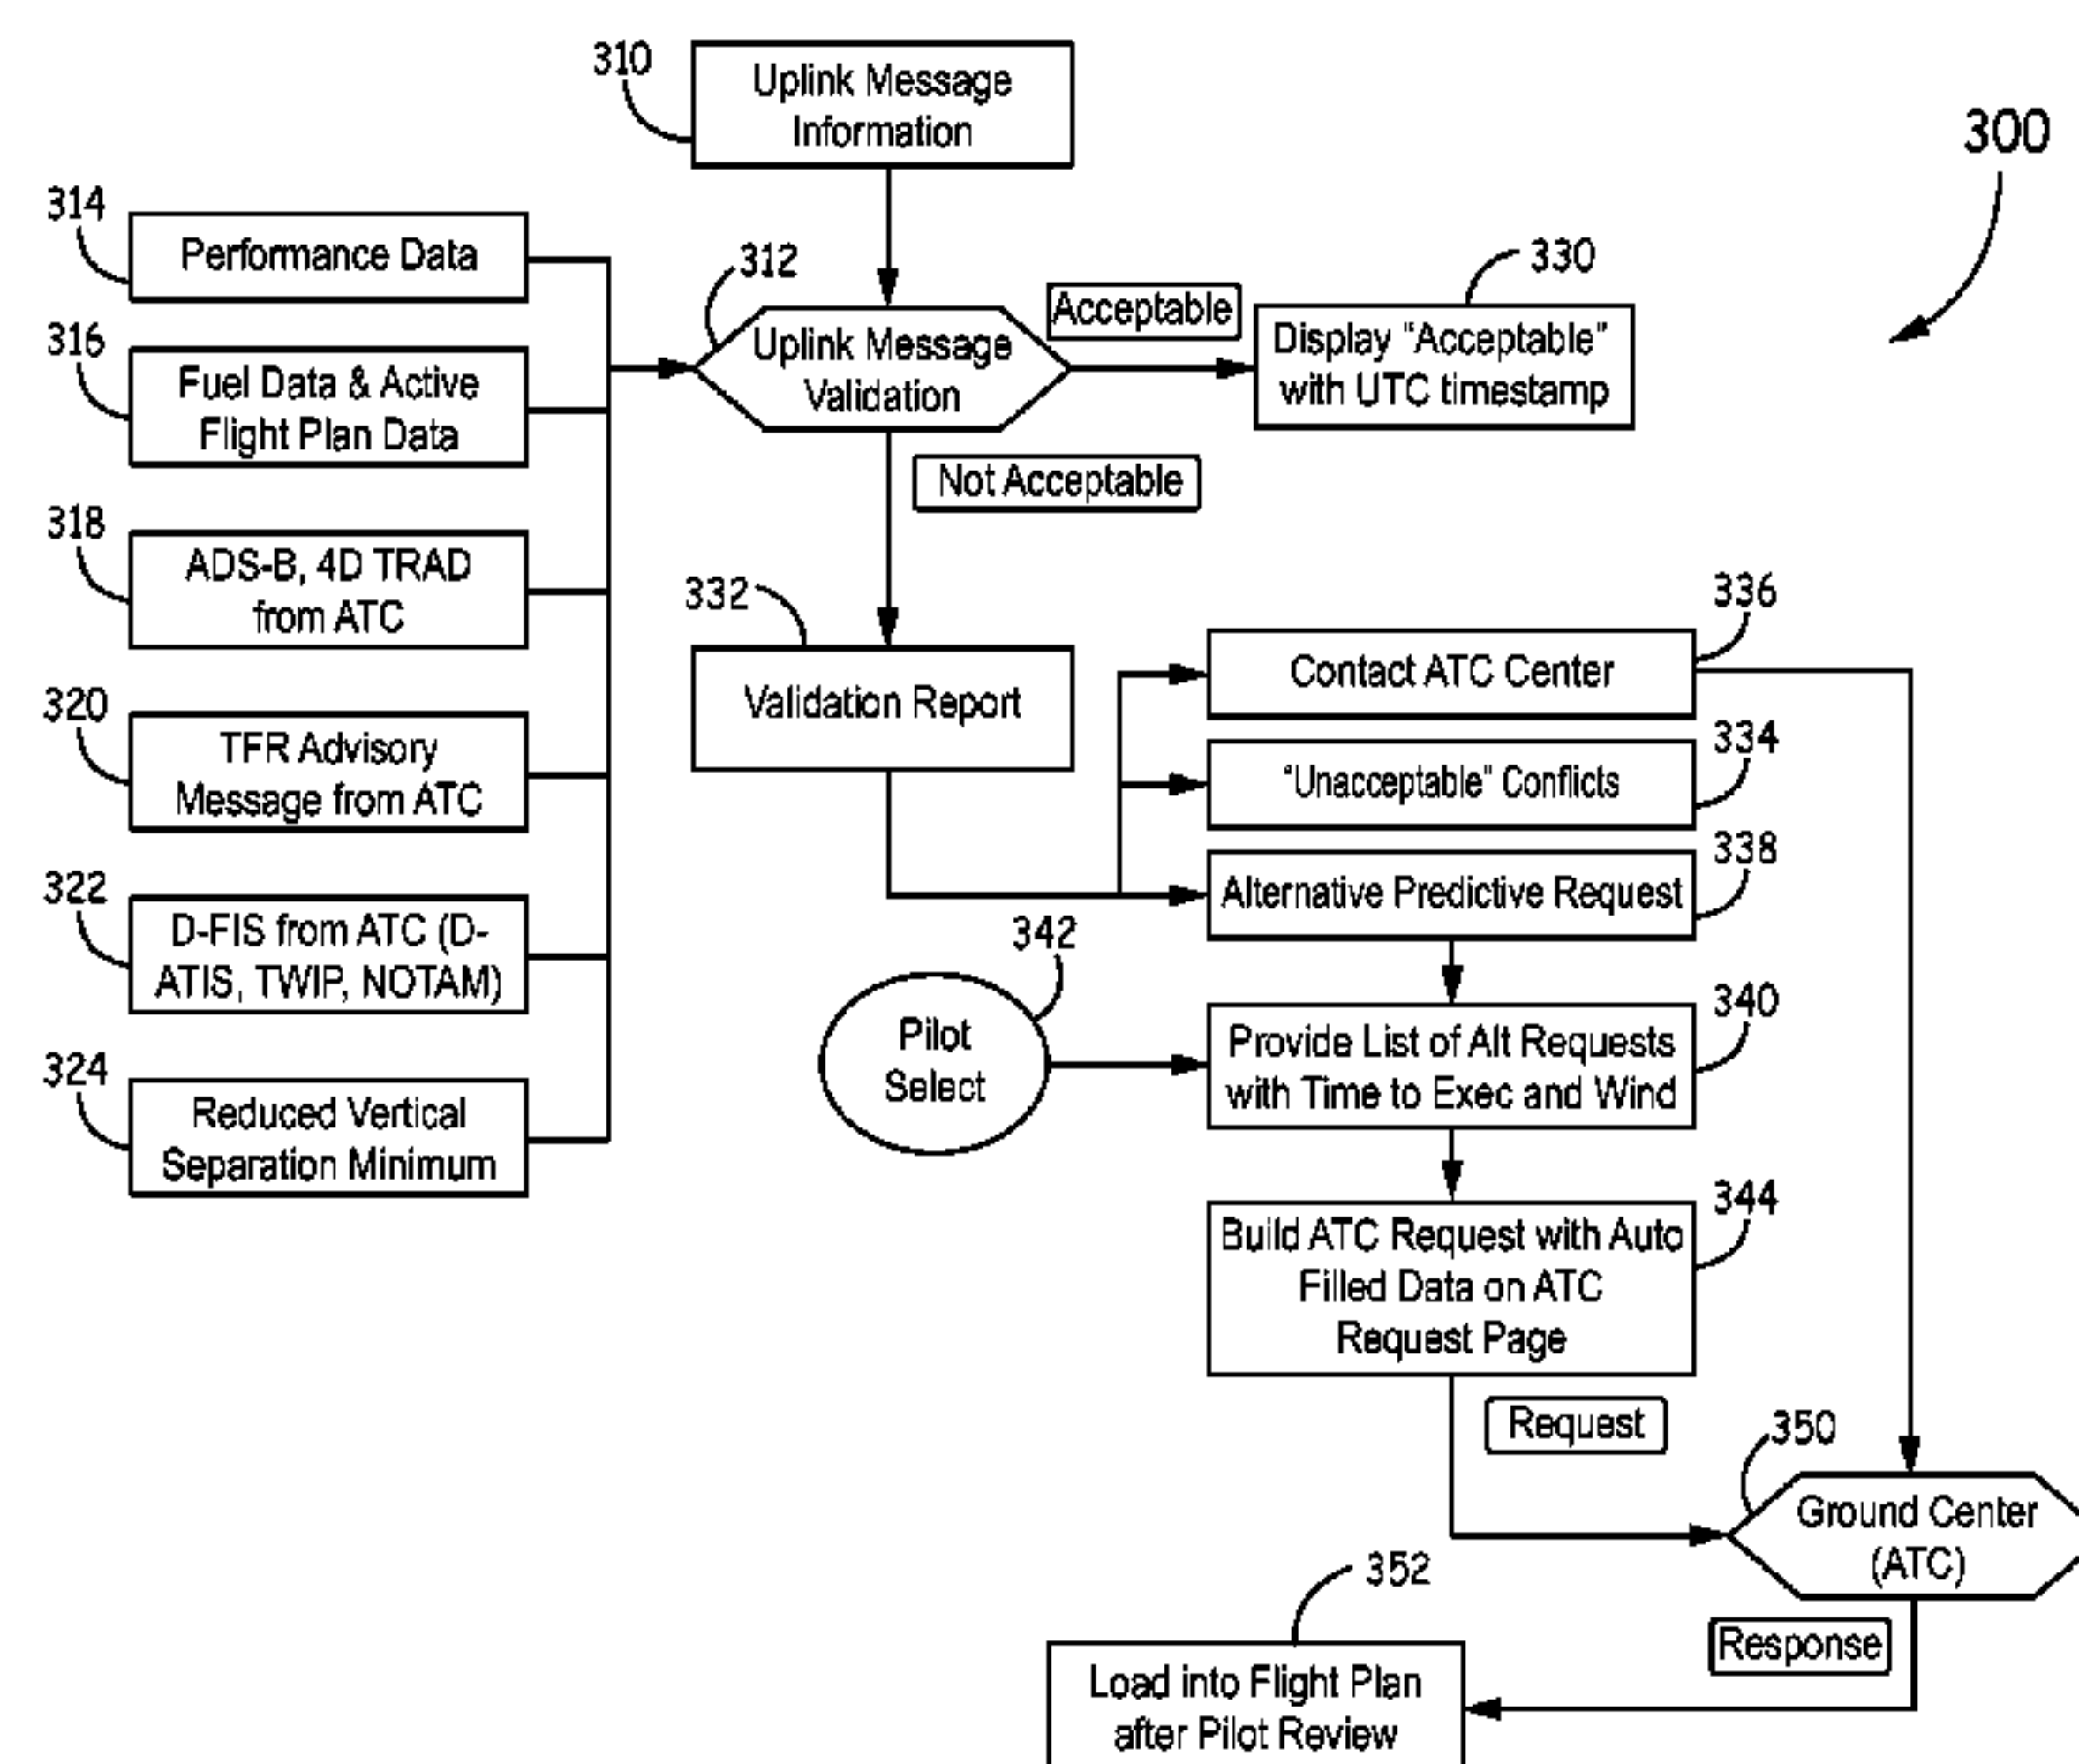 310
Uplink Message
Information
300
314
Performance Data
312
Uplink Message
Validation
Acceptable
330
Display "Acceptable"
with UTC timestamp
316
Fuel Data & Active
Flight Plan Data
Not Acceptable
318
ADS-B, 4D TRAD
from ATC
332
Validation Report
336
Contact ATC Center
334
"Unacceptable" Conflicts
338
Alternative Predictive Request
320
TFR Advisory
Message from ATC
322
D-FIS from ATC (D-
ATIS, TWIP, NOTAM)
342
Pilot
Select
340
Provide List of Alt Requests
with Time to Exec and Wind
324
Reduced Vertical
Separation Minimum
344
Build ATC Request with Auto
Filled Data on ATC
Request Page
Request
350
Ground Center
(ATC)
Response
352
Load into Flight Plan
after Pilot Review